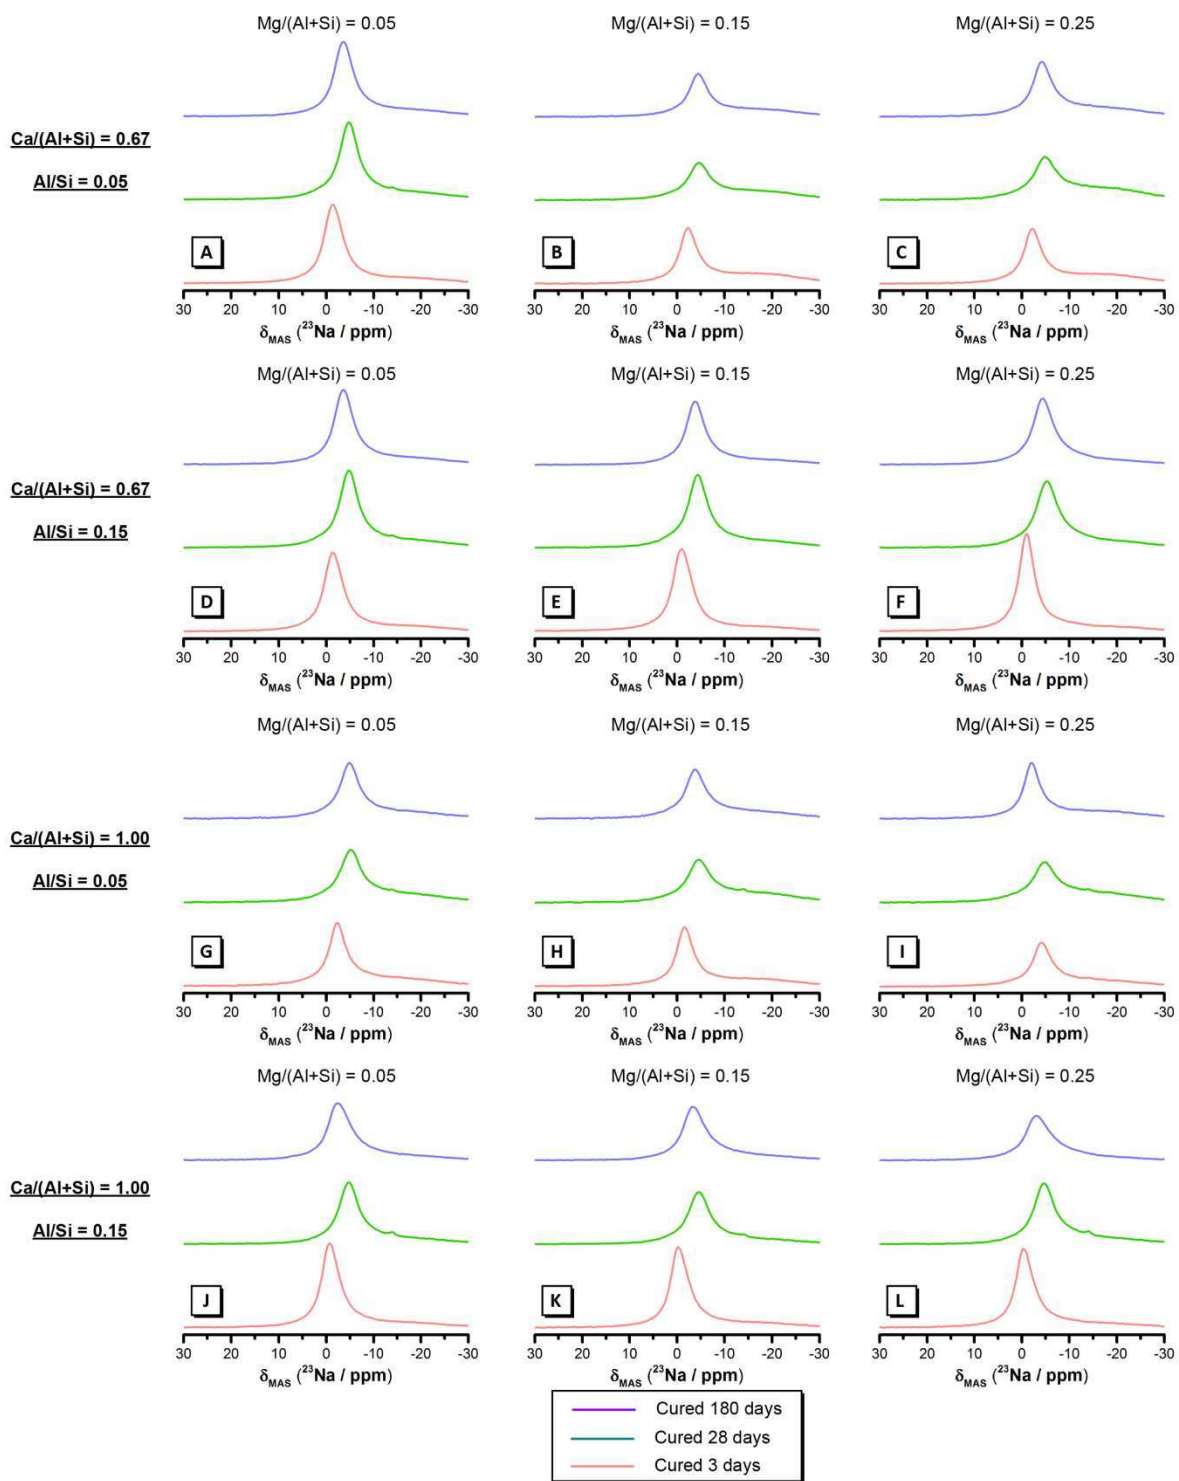 Mg/(Al+Si) = 0.05 Mg/(Al+Si) = 0.15 Mg/(Al+Si) = 0.25
Ca/(Al+Si) = 0.67
Al/Si = 0.05
A B C
30 20 10 0 -10 -20 -30 30 20 10 0 -10 -20 -30 30 20 10 0 -10 -20 -30
δMAS (²³Na / ppm) δMAS (²³Na / ppm) δMAS (²³Na / ppm)
Mg/(Al+Si) = 0.05 Mg/(Al+Si) = 0.15 Mg/(Al+Si) = 0.25
Ca/(Al+Si) = 0.67
Al/Si = 0.15
D E F
30 20 10 0 -10 -20 -30 30 20 10 0 -10 -20 -30 30 20 10 0 -10 -20 -30
δMAS (²³Na / ppm) δMAS (²³Na / ppm) δMAS (²³Na / ppm)
Mg/(Al+Si) = 0.05 Mg/(Al+Si) = 0.15 Mg/(Al+Si) = 0.25
Ca/(Al+Si) = 1.00
Al/Si = 0.05
G H I
30 20 10 0 -10 -20 -30 30 20 10 0 -10 -20 -30 30 20 10 0 -10 -20 -30
δMAS (²³Na / ppm) δMAS (²³Na / ppm) δMAS (²³Na / ppm)
Mg/(Al+Si) = 0.05 Mg/(Al+Si) = 0.15 Mg/(Al+Si) = 0.25
Ca/(Al+Si) = 1.00
Al/Si = 0.15
J K L
30 20 10 0 -10 -20 -30 30 20 10 0 -10 -20 -30 30 20 10 0 -10 -20 -30
δMAS (²³Na / ppm) δMAS (²³Na / ppm) δMAS (²³Na / ppm)
Cured 180 days
Cured 28 days
Cured 3 days